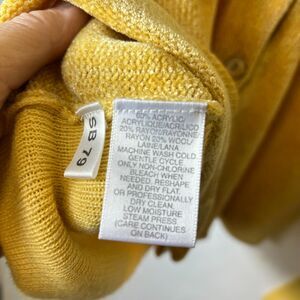 60% ACRYLIC/
ACRYLIQUE/ACRILICO
20% RAYON/RAYONNE/
RAYON 20% WOOL/
LAINE/LANA
MACHINE WASH COLD
GENTLE CYCLE
ONLY NON-CHLORINE
BLEACH WHEN
NEEDED. RESHAPE
AND DRY FLAT.
OR PROFESSIONALLY
DRY CLEAN.
LOW MOISTURE
STEAM PRESS
(CARE CONTINUES
ON BACK)
SB 79